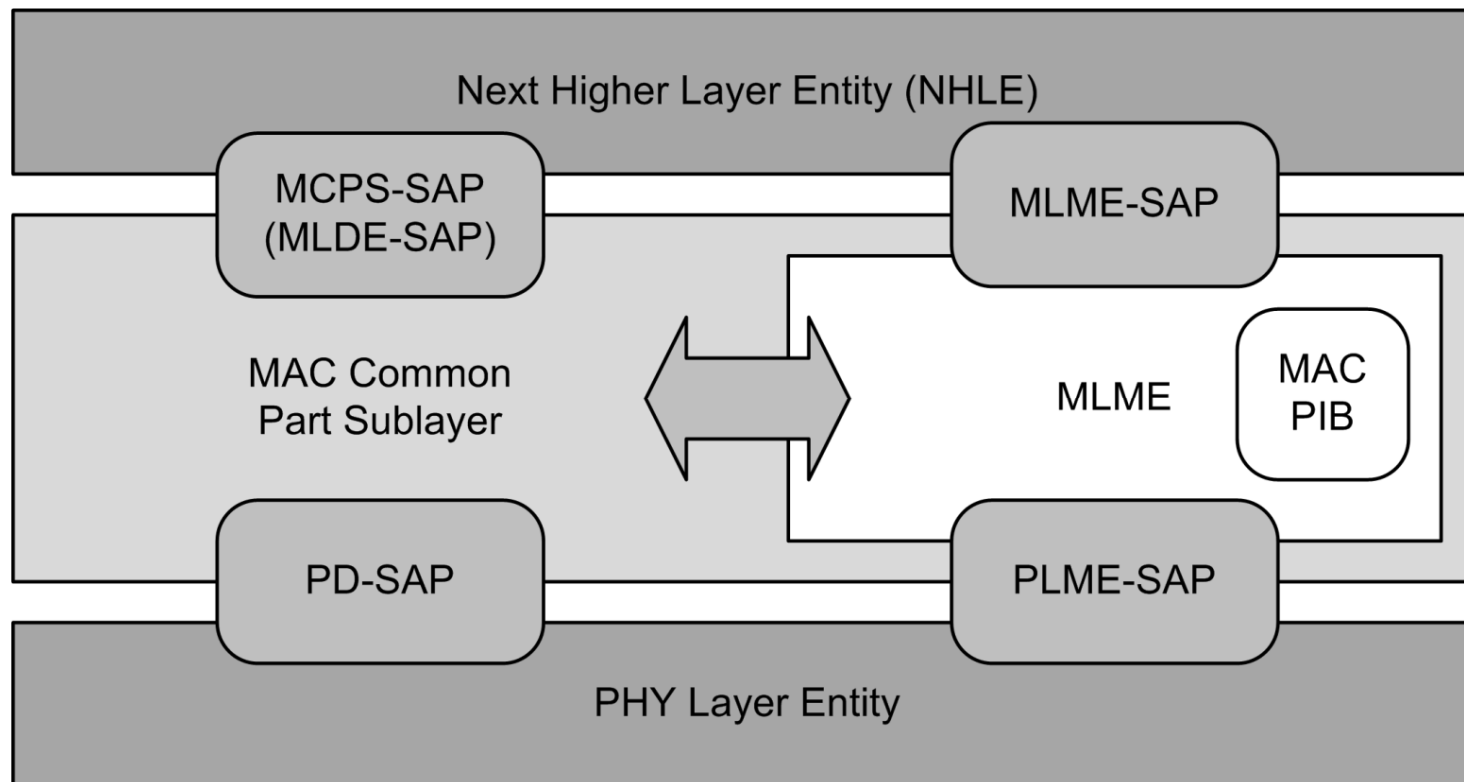 Next Higher Layer Entity (NHLE)
MCPS-SAP
(MLDE-SAP)
MLME-SAP
MAC Common
Part Sublayer
MLME
MAC
PIB
PD-SAP
PLME-SAP
PHY Layer Entity